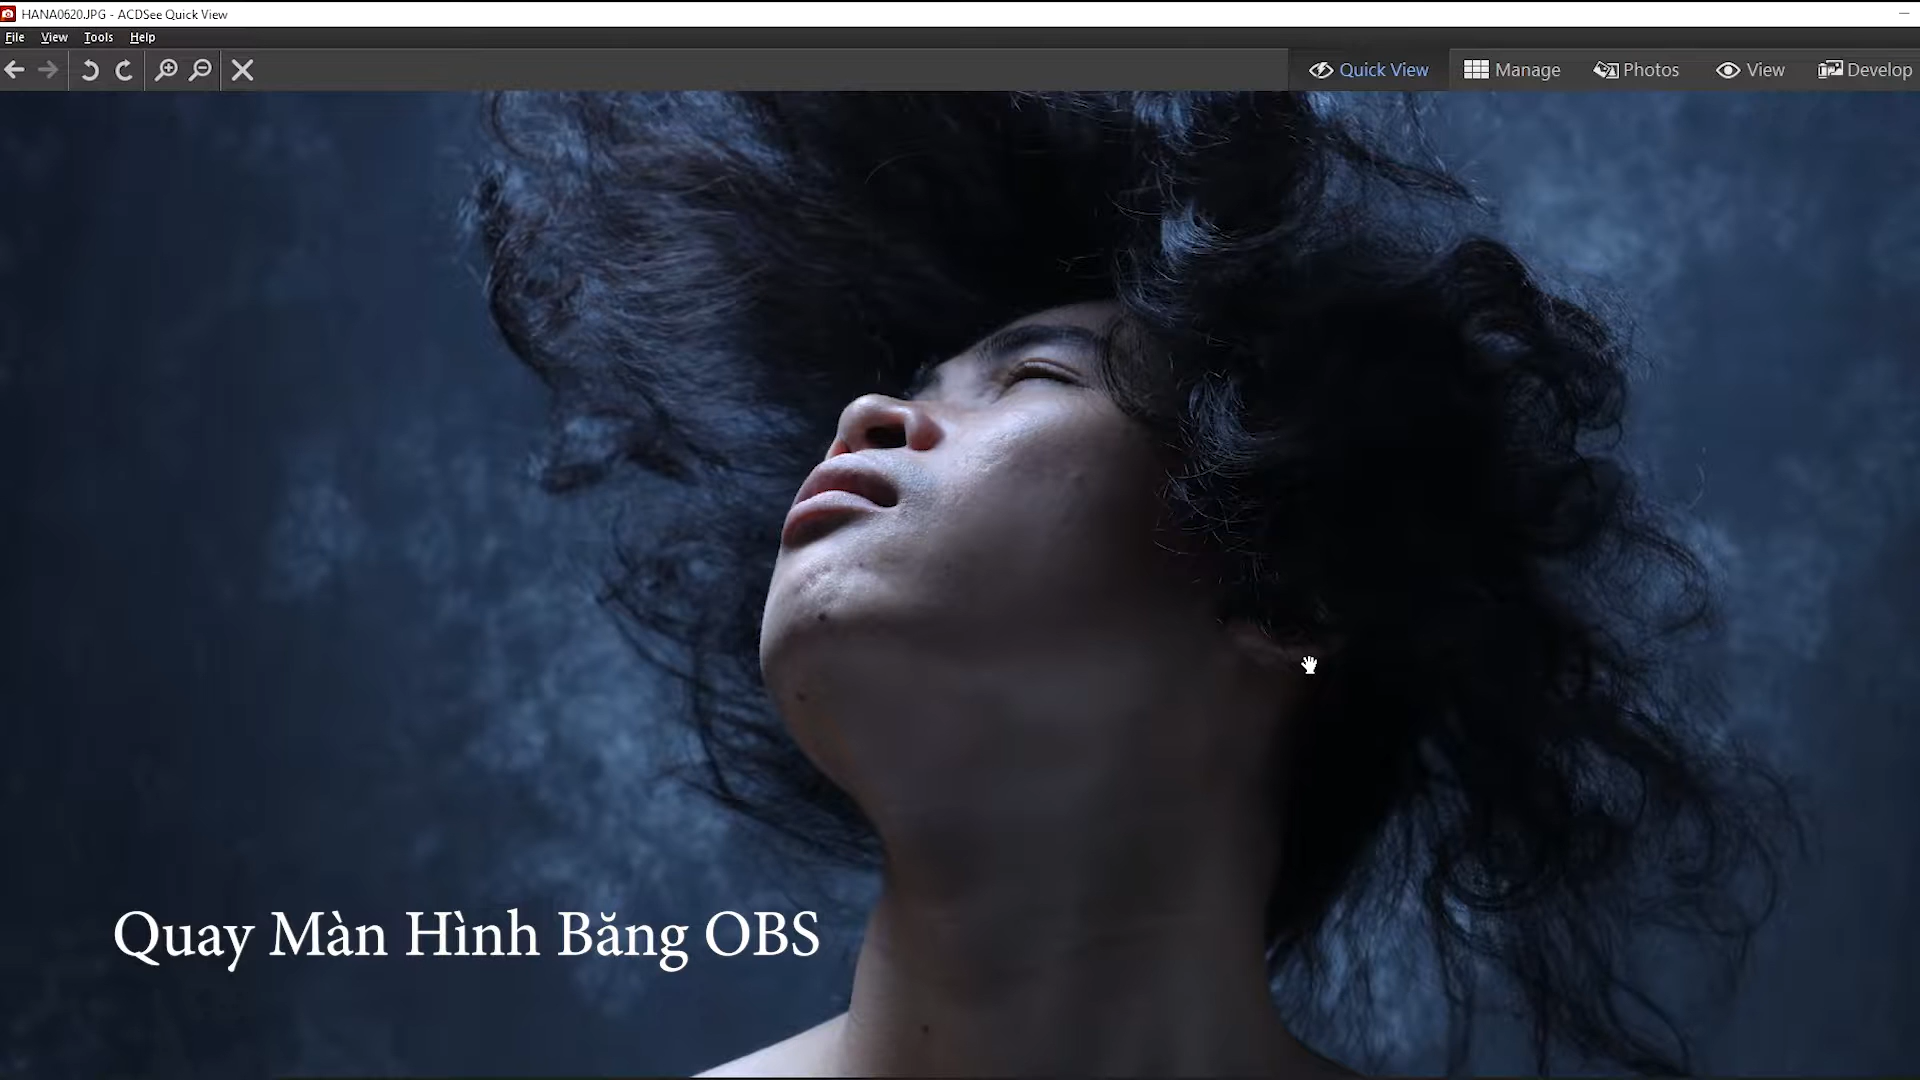 HANA0620.JPG - ACDSee Quick View
File View Tools Help
Quick View Manage Photos View Develop
Quay Màn Hình Băng OBS